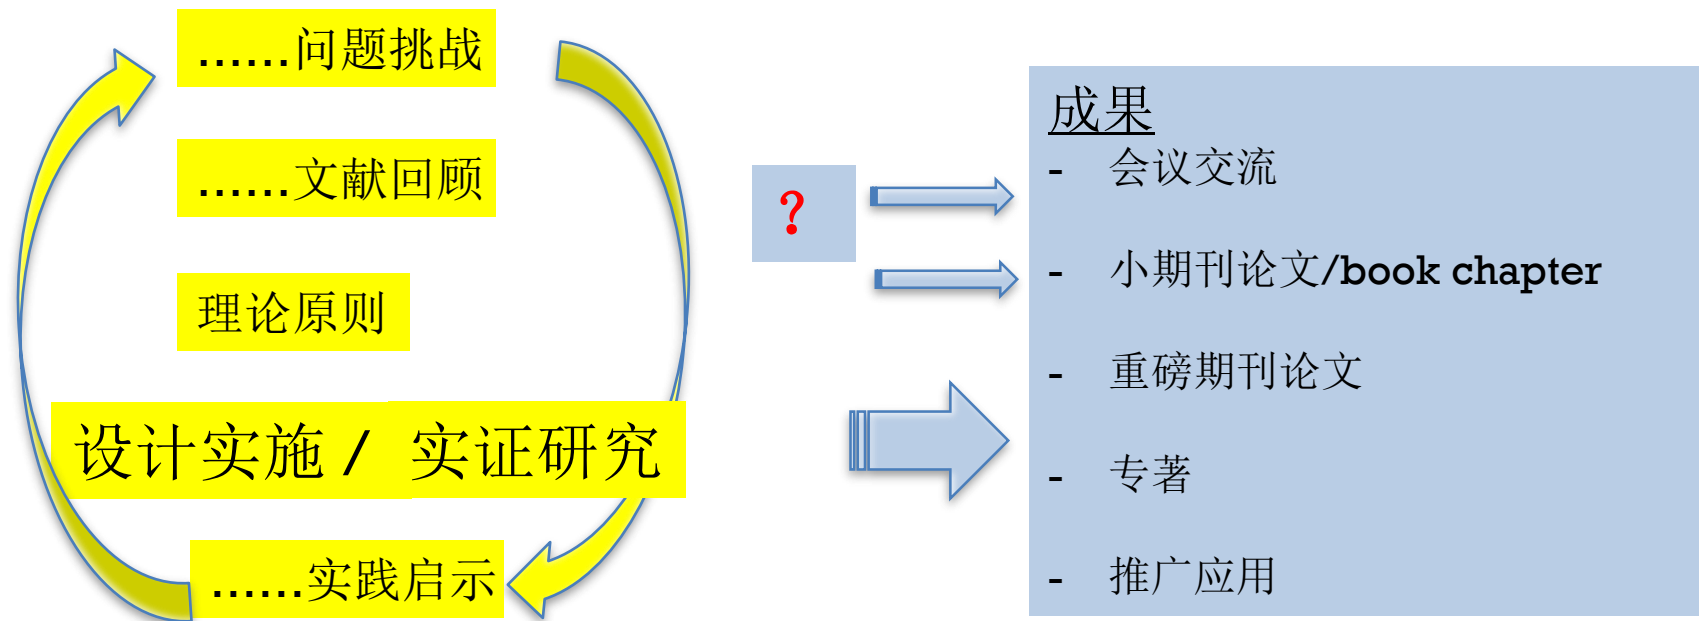 ......问题挑战
......文献回顾
理论原则
设计实施 / 实证研究
......实践启示
?
成果
- 会议交流
- 小期刊论文/book chapter
- 重磅期刊论文
- 专著
- 推广应用